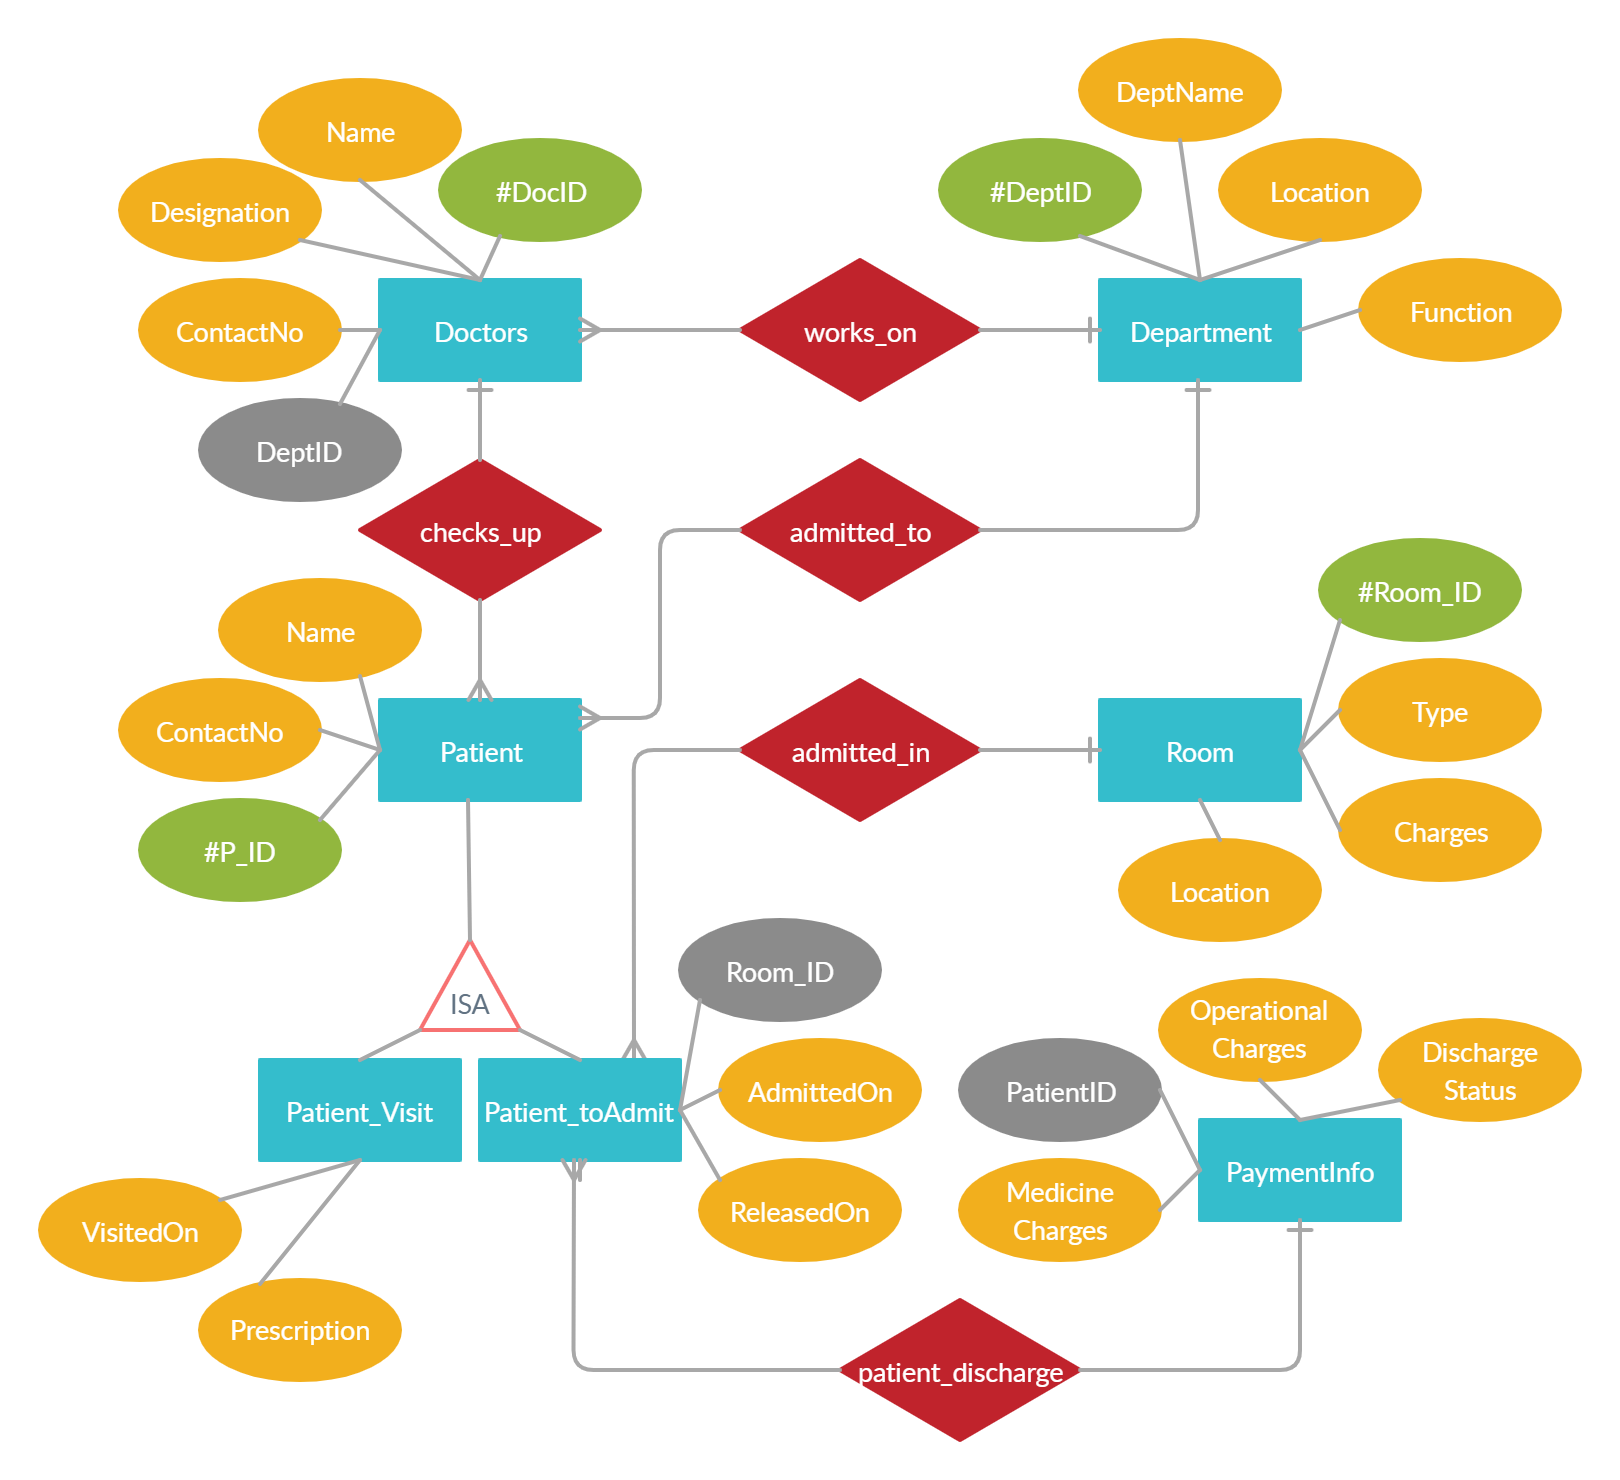 DeptName
Name
#DocID
#DeptID
Location
Designation
Function
ContactNo
Doctors
works_on
Department
DeptID
checks_up
admitted_to
#Room_ID
Name
Type
ContactNo
Patient
admitted_in
Room
Charges
#P_ID
Location
Room_ID
ISA
Operational
Charges
Discharge
Status
AdmittedOn
PatientID
Patient_Visit
Patient_toAdmit
PaymentInfo
Medicine
Charges
ReleasedOn
VisitedOn
Prescription
patient_discharge